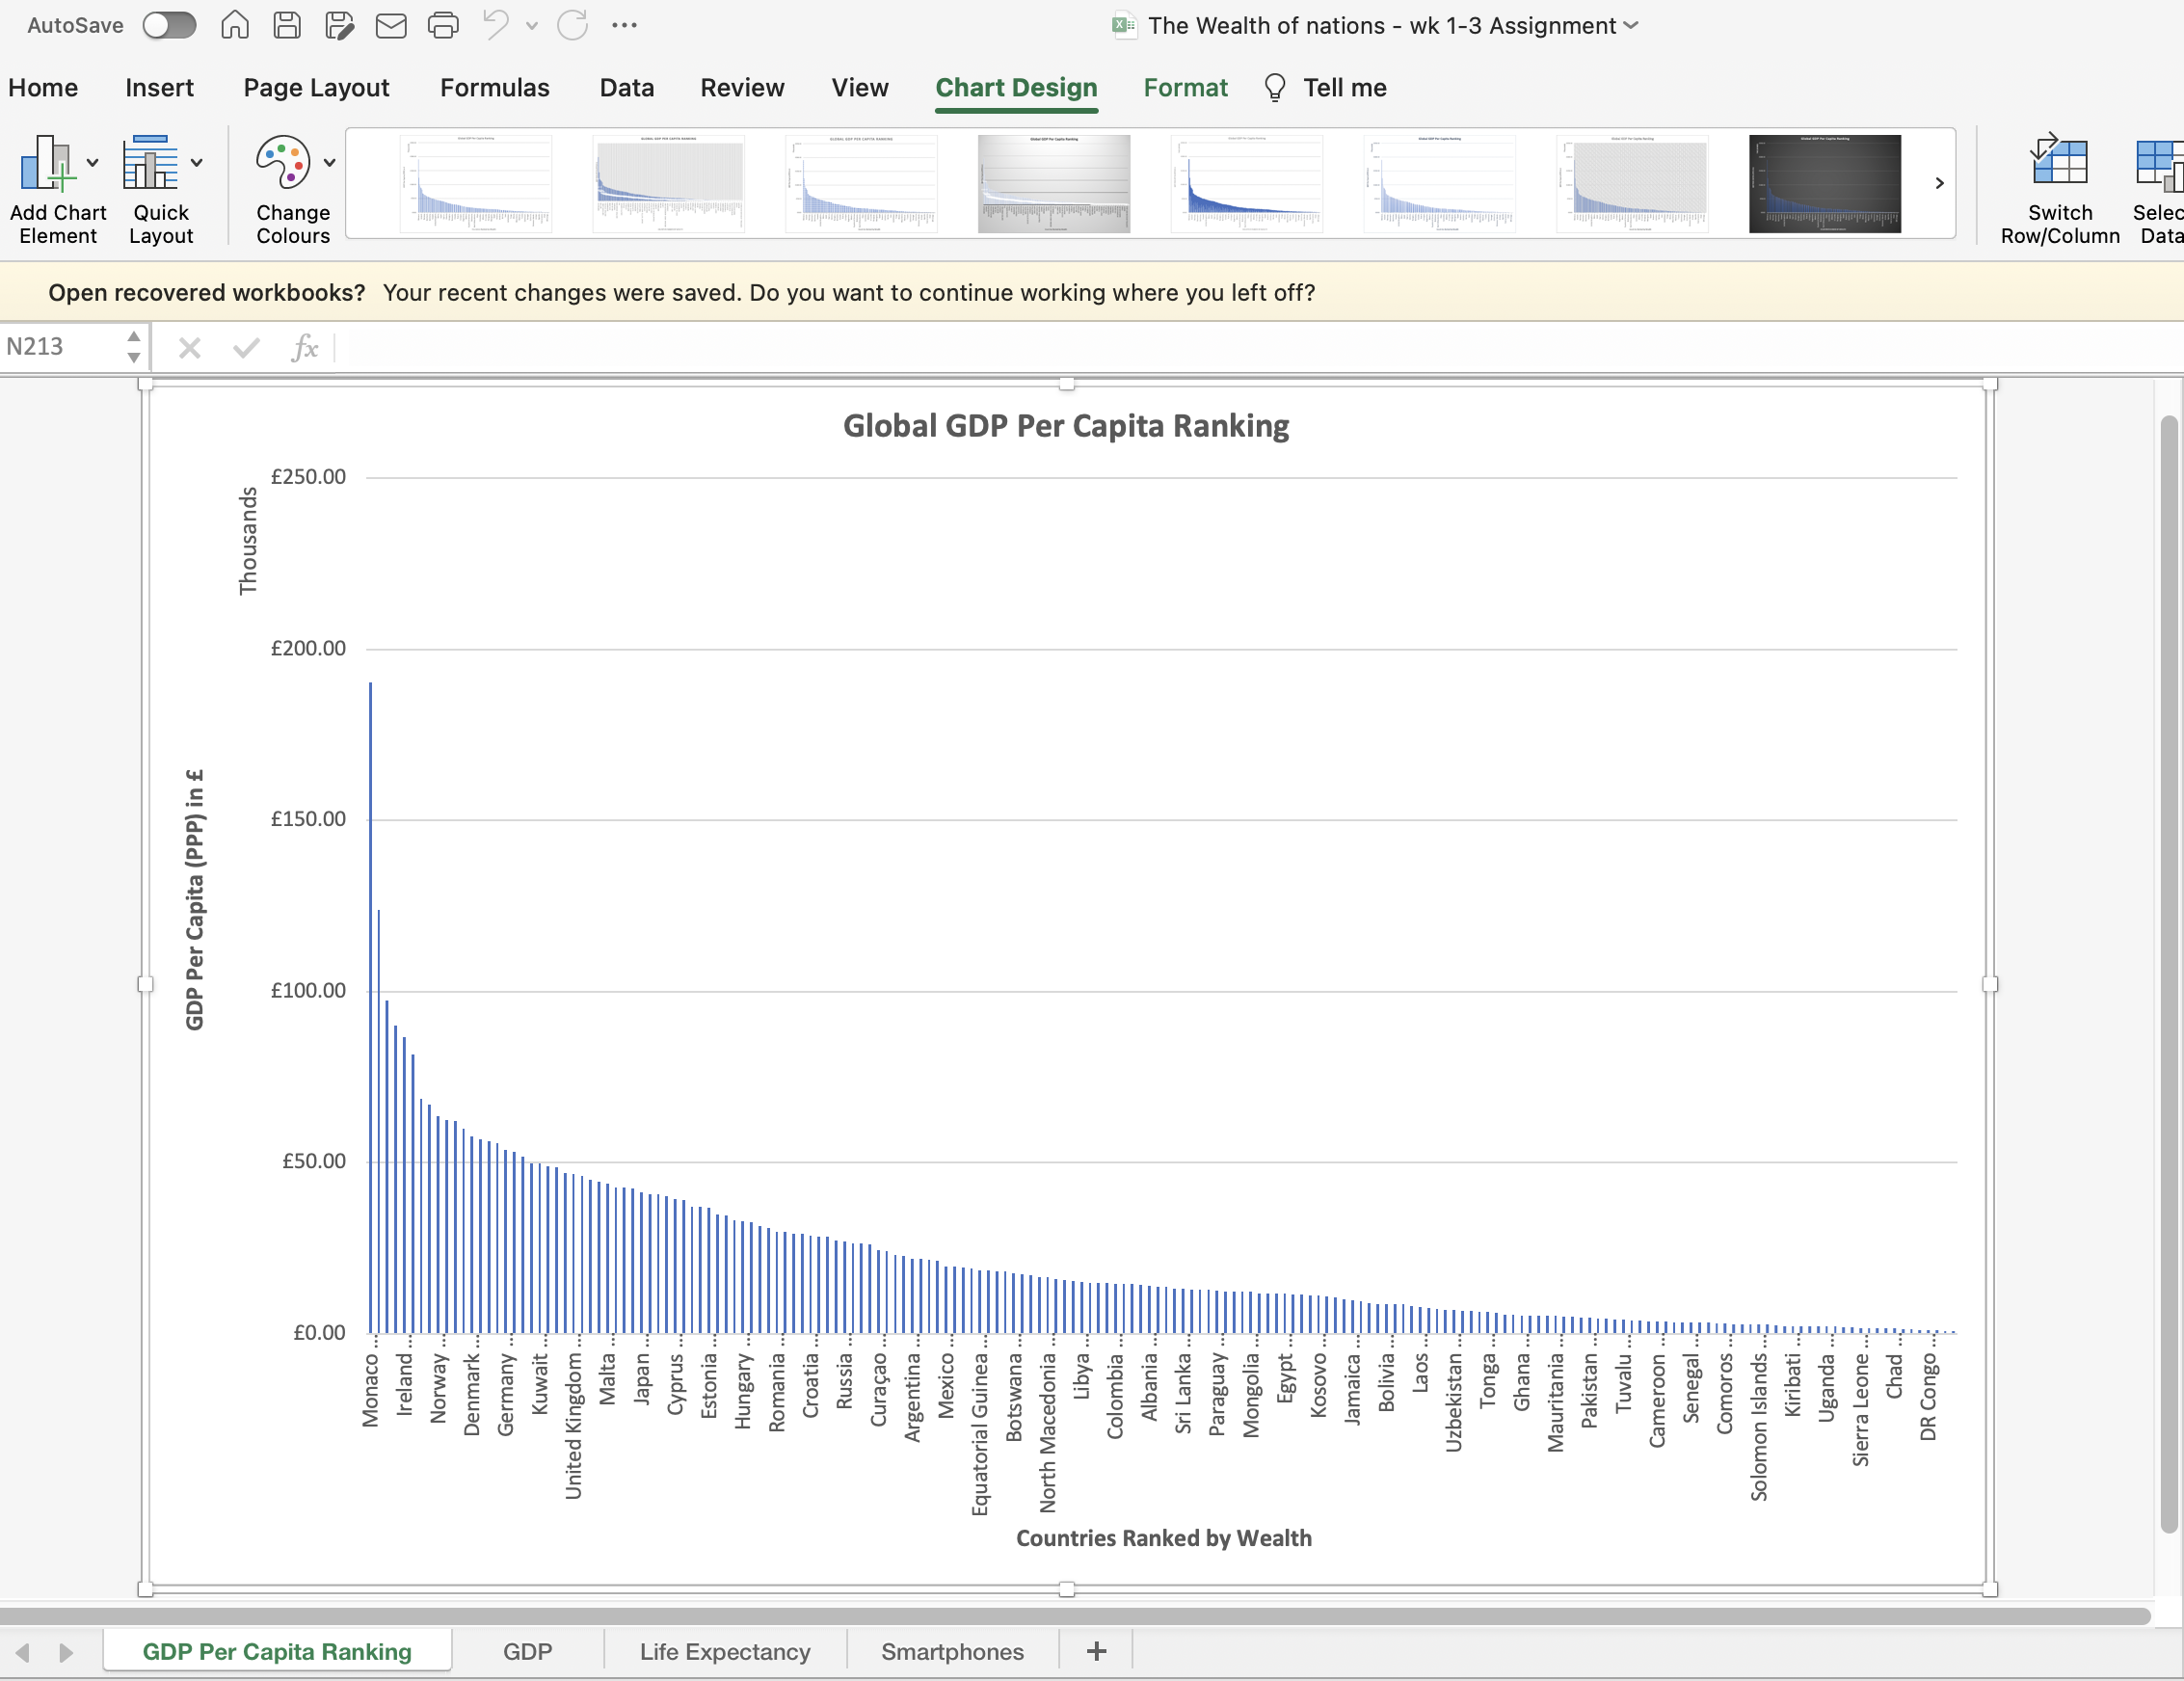 AutoSave
The Wealth of nations - wk 1-3 Assignment
Home Insert Page Layout Formulas Data Review View Chart Design Format Tell me
Add Chart Element
Quick Layout
Change Colours
Switch Row/Column
Open recovered workbooks? Your recent changes were saved. Do you want to continue working where you left off?
N213
fx
Global GDP Per Capita Ranking
Thousands
GDP Per Capita (PPP) in £
£250.00
£200.00
£150.00
£100.00
£50.00
£0.00
Monaco ...
Ireland ...
Norway ...
Denmark ...
Germany ...
Kuwait ...
United Kingdom ...
Malta ...
Japan ...
Cyprus ...
Estonia ...
Hungary ...
Romania ...
Croatia ...
Russia ...
Curaçao ...
Argentina ...
Mexico ...
Equatorial Guinea ...
Botswana ...
North Macedonia ...
Libya ...
Colombia ...
Albania ...
Sri Lanka ...
Paraguay ...
Mongolia ...
Egypt ...
Kosovo ...
Jamaica ...
Bolivia ...
Laos ...
Uzbekistan ...
Tonga ...
Ghana ...
Mauritania ...
Pakistan ...
Tuvalu ...
Cameroon ...
Senegal ...
Comoros ...
Solomon Islands ...
Kiribati ...
Uganda ...
Sierra Leone ...
Chad ...
DR Congo ...
Countries Ranked by Wealth
GDP Per Capita Ranking GDP Life Expectancy Smartphones +